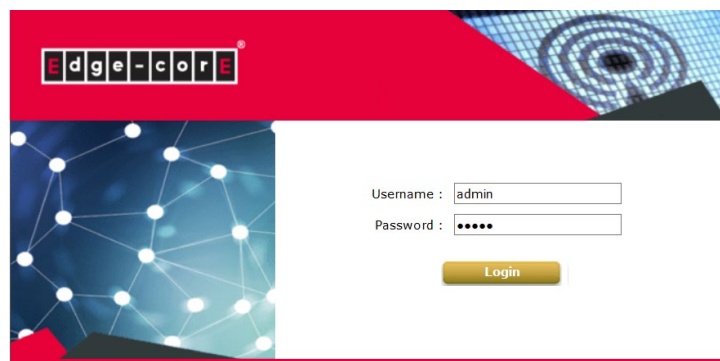 Edge-corE®
Username : admin
Password : •••••
Login